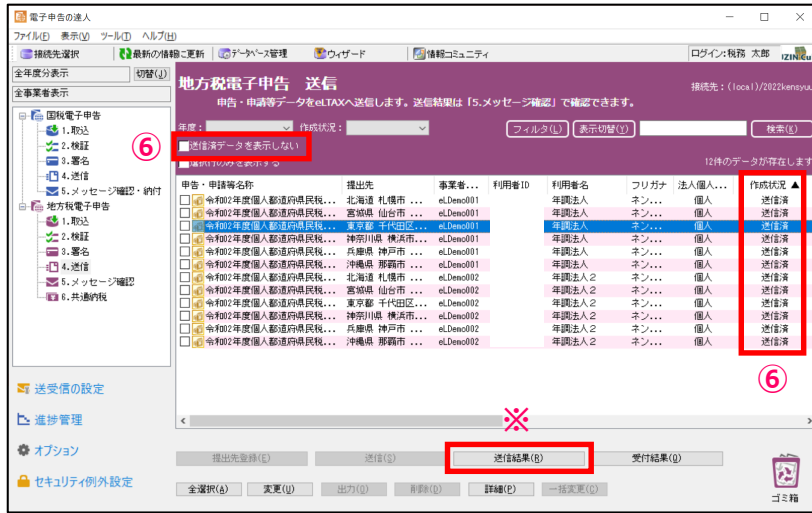 電子申告の達人
ファイル(F) 表示(V) ツール(T) ヘルプ(H)
接続先選択 最新の情報に更新 データベース管理 ウィザード 情報コミュニティ ログイン:税務 太郎
全年度分表示 切替(J)
全事業者表示
国税電子申告
1.取込
2.検証
3.署名
4.送信
5.メッセージ確認・納付
地方税電子申告
1.取込
2.検証
3.署名
4.送信
5.メッセージ確認
6.共通納税
送受信の設定
進捗管理
オプション
セキュリティ例外設定
地方税電子申告 送信
接続先:(local)/2022kensyuu
申告・申請等データをeLTAXへ送信します。送信結果は「5.メッセージ確認」で確認できます。
年度: 作成状況: フィルタ(L) 表示切替(Y) 検索(K)
⑥ 送信済データを表示しない
選択行のみを表示する 12件のデータが存在します
申告・申請等名称 提出先 事業者... 利用者ID 利用者名 フリガナ 法人個人... 作成状況 ▲
令和02年度個人都道府県民税... 北海道 札幌市 ... eLDemo001 年調法人 ネン... 個人 送信済
令和02年度個人都道府県民税... 宮城県 仙台市 ... eLDemo001 年調法人 ネン... 個人 送信済
令和02年度個人都道府県民税... 東京都 千代田区... eLDemo001 年調法人 ネン... 個人 送信済
令和02年度個人都道府県民税... 神奈川県 横浜市... eLDemo001 年調法人 ネン... 個人 送信済
令和02年度個人都道府県民税... 兵庫県 神戸市 ... eLDemo001 年調法人 ネン... 個人 送信済
令和02年度個人都道府県民税... 沖縄県 那覇市 ... eLDemo001 年調法人 ネン... 個人 送信済
令和02年度個人都道府県民税... 北海道 札幌市 ... eLDemo002 年調法人2 ネン... 個人 送信済
令和02年度個人都道府県民税... 宮城県 仙台市 ... eLDemo002 年調法人2 ネン... 個人 送信済
令和02年度個人都道府県民税... 東京都 千代田区... eLDemo002 年調法人2 ネン... 個人 送信済
令和02年度個人都道府県民税... 神奈川県 横浜市... eLDemo002 年調法人2 ネン... 個人 送信済
令和02年度個人都道府県民税... 兵庫県 神戸市 ... eLDemo002 年調法人2 ネン... 個人 送信済
令和02年度個人都道府県民税... 沖縄県 那覇市 ... eLDemo002 年調法人2 ネン... 個人 送信済
⑥
※
提出先登録(E) 送信(S) 送信結果(R) 受付結果(Q)
全選択(A) 変更(U) 出力(O) 削除(D) 詳細(P) 一括変更(C)
ゴミ箱